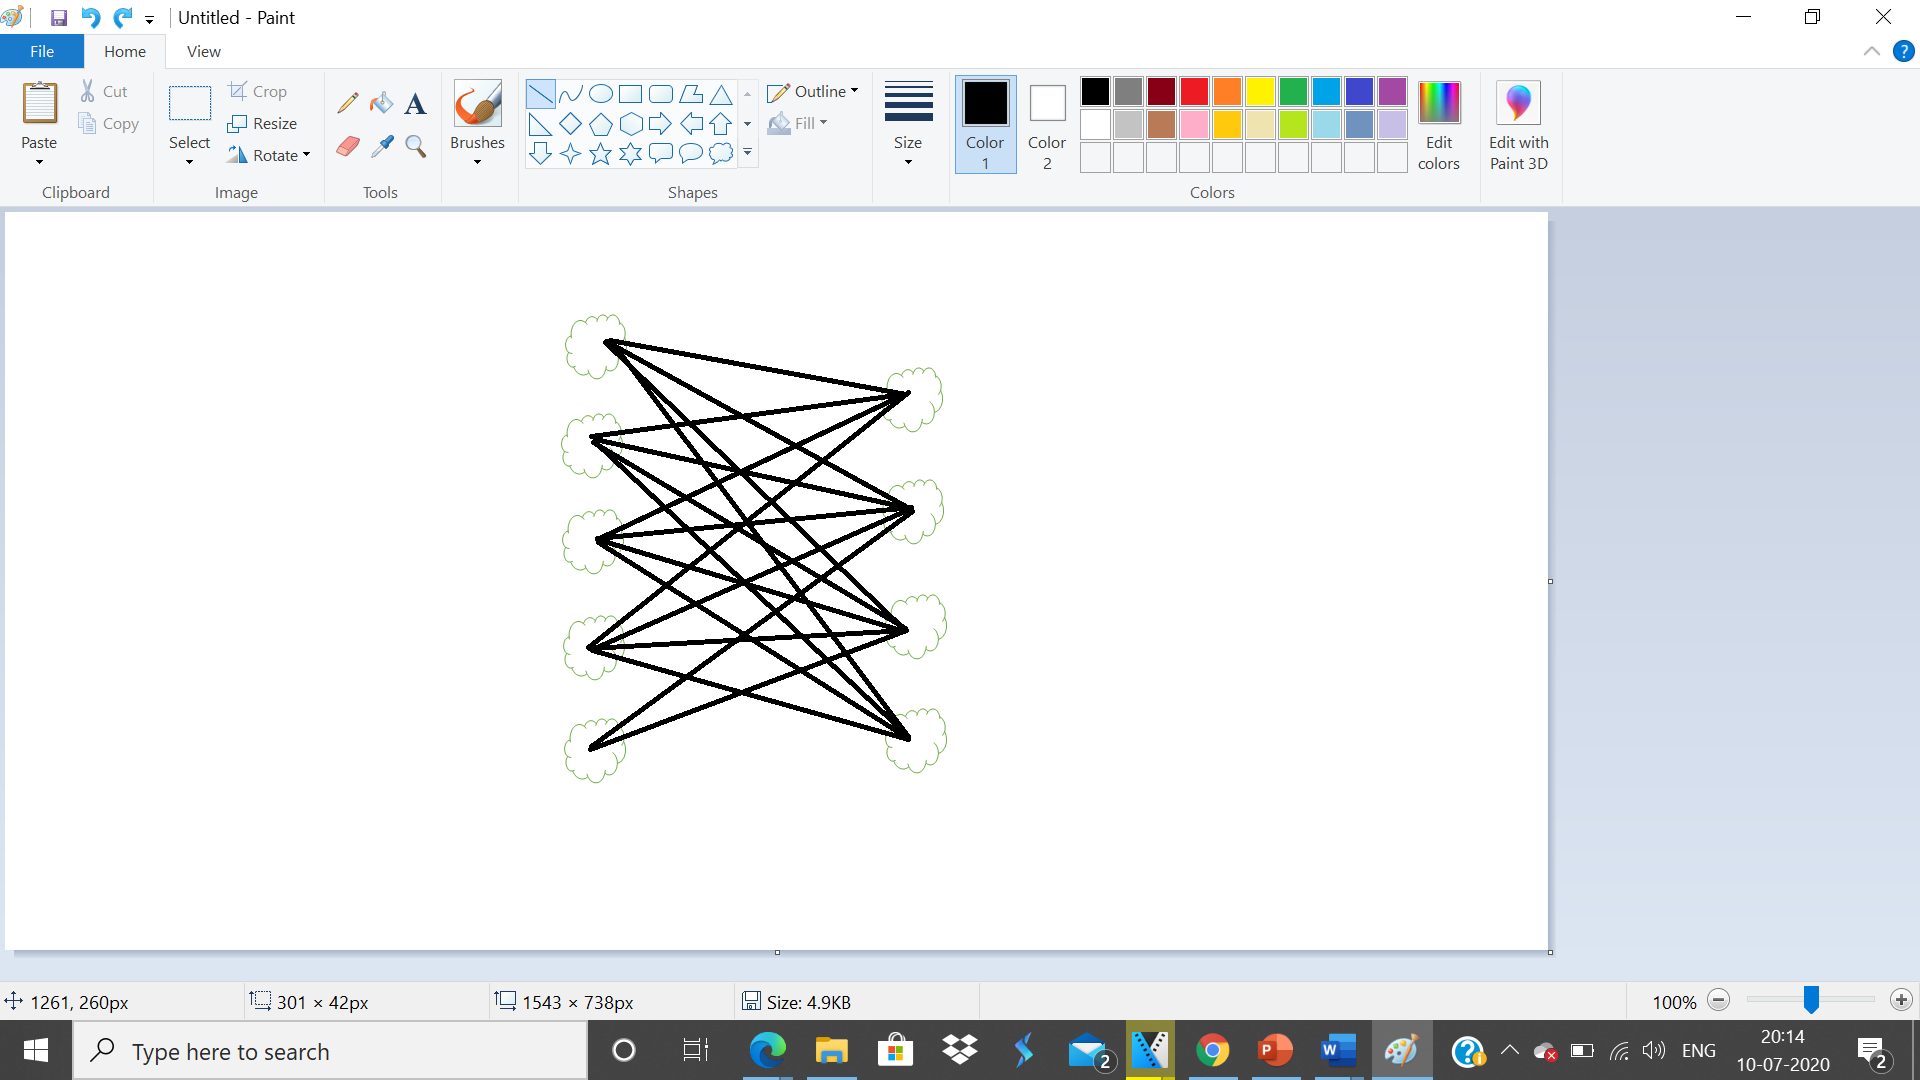 Untitled - Paint
File Home View
Paste
Cut
Copy
Clipboard
Select
Crop
Resize
Rotate
Image
A
Tools
Brushes
Outline
Fill
Shapes
Size
Color 1
Color 2
Edit colors
Colors
Edit with Paint 3D
1261, 260px
301 × 42px
1543 × 738px
Size: 4.9KB
100%
Type here to search
2
ENG
20:14
10-07-2020
2